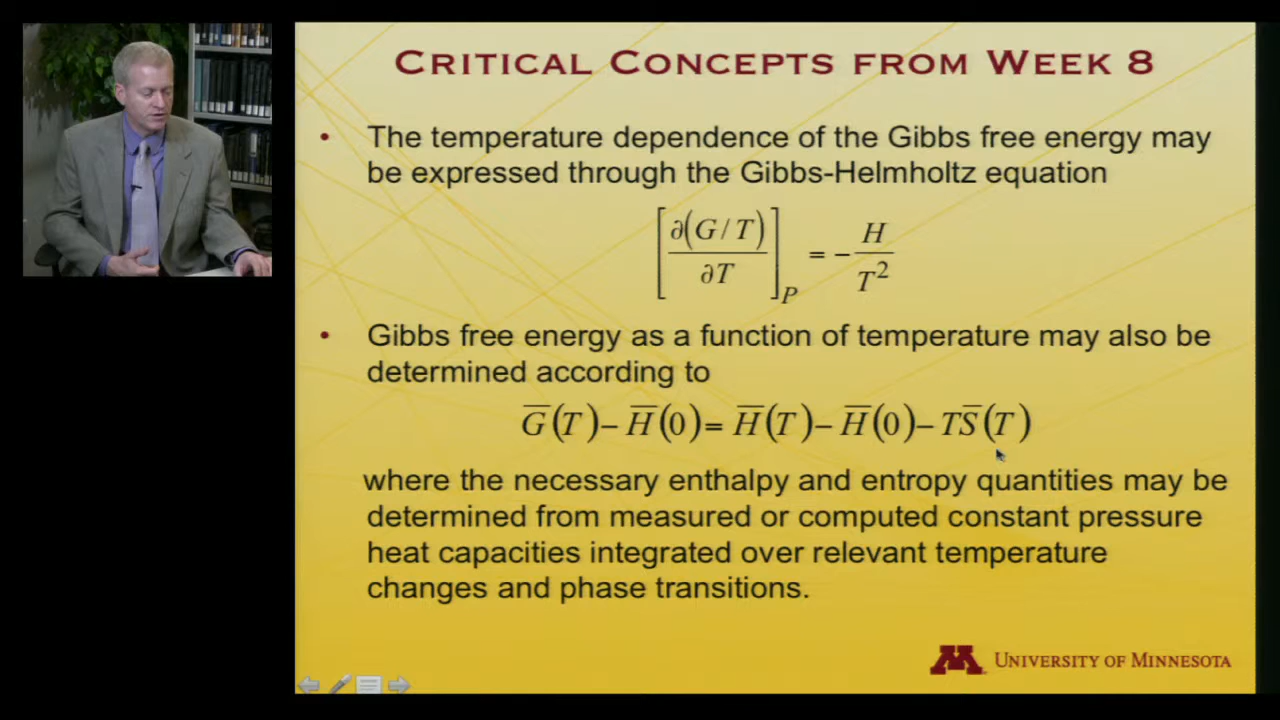 CRITICAL CONCEPTS FROM WEEK 8
• The temperature dependence of the Gibbs free energy may
be expressed through the Gibbs-Helmholtz equation
[∂(G/T)/∂T]_P = −H/T²
• Gibbs free energy as a function of temperature may also be
determined according to
G̅(T)−H̅(0)=H̅(T)−H̅(0)−TS̅(T)
where the necessary enthalpy and entropy quantities may be
determined from measured or computed constant pressure
heat capacities integrated over relevant temperature
changes and phase transitions.
M UNIVERSITY OF MINNESOTA